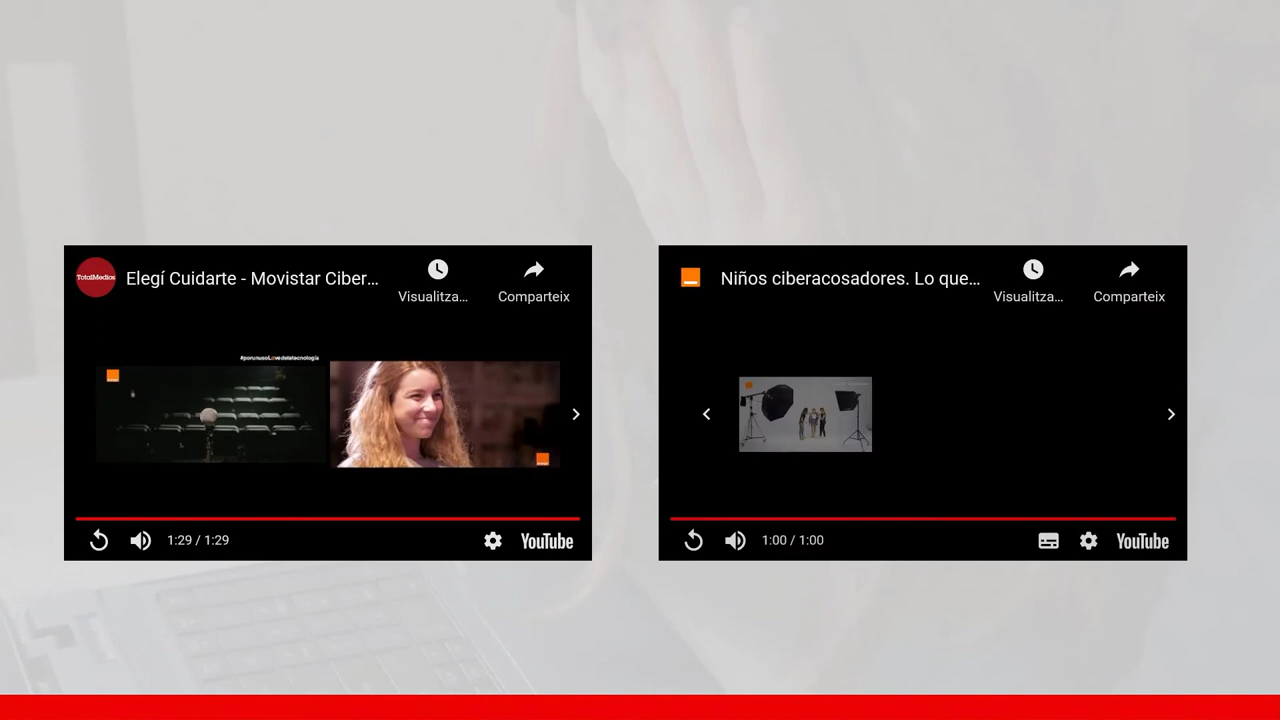 TotalMedios
Elegí Cuidarte - Movistar Ciber...
Visualitza...
Comparteix
#porunusoLovedelatecnología
1:29 / 1:29
YouTube
Niños ciberacosadores. Lo que...
Visualitza...
Comparteix
1:00 / 1:00
YouTube